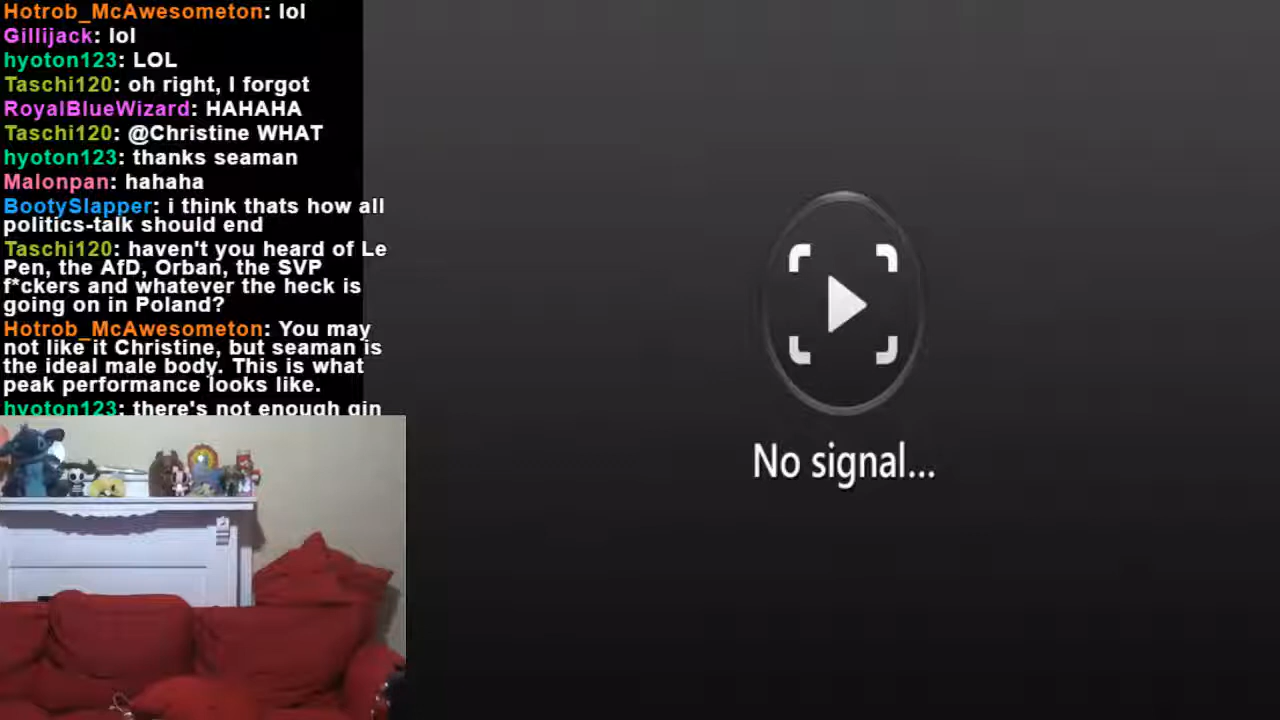 Hotrob_McAwesometon: lol
Gillijack: lol
hyoton123: LOL
Taschi120: oh right, I forgot
RoyalBlueWizard: HAHAHA
Taschi120: @Christine WHAT
hyoton123: thanks seaman
Malonpan: hahaha
BootySlapper: i think thats how all
politics-talk should end
Taschi120: haven't you heard of Le
Pen, the AfD, Orban, the SVP
f*ckers and whatever the heck is
going on in Poland?
Hotrob_McAwesometon: You may
not like it Christine, but seaman is
the ideal male body. This is what
peak performance looks like.
hyoton123: there's not enough gin
No signal...